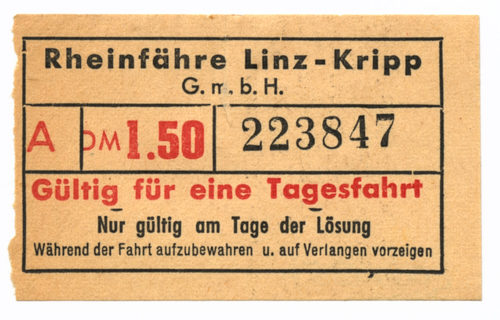 Rheinfähre Linz-Kripp
G.m.b.H.
A DM 1.50 223847
Gültig für eine Tagesfahrt
Nur gültig am Tage der Lösung
Während der Fahrt aufzubewahren u. auf Verlangen vorzeigen